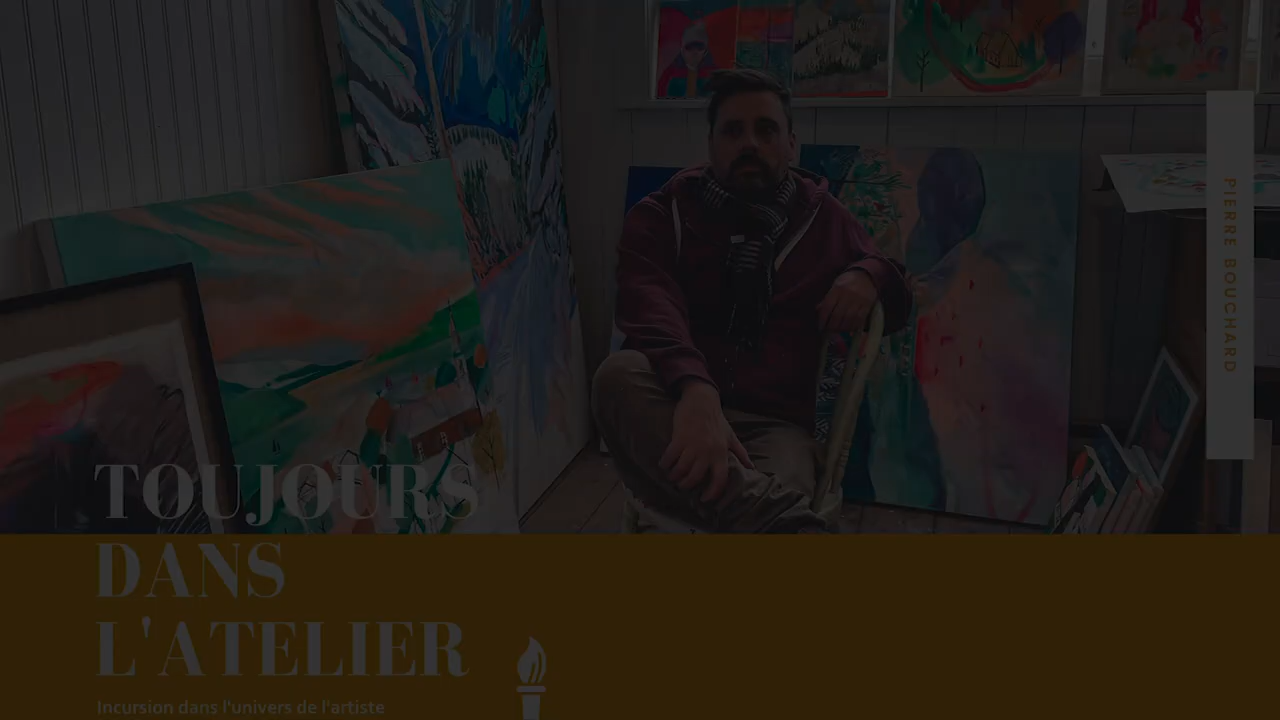 PIERRE BOUCHARD
TOUJOURS
DANS
L'ATELIER
Incursion dans l'univers de l'artiste